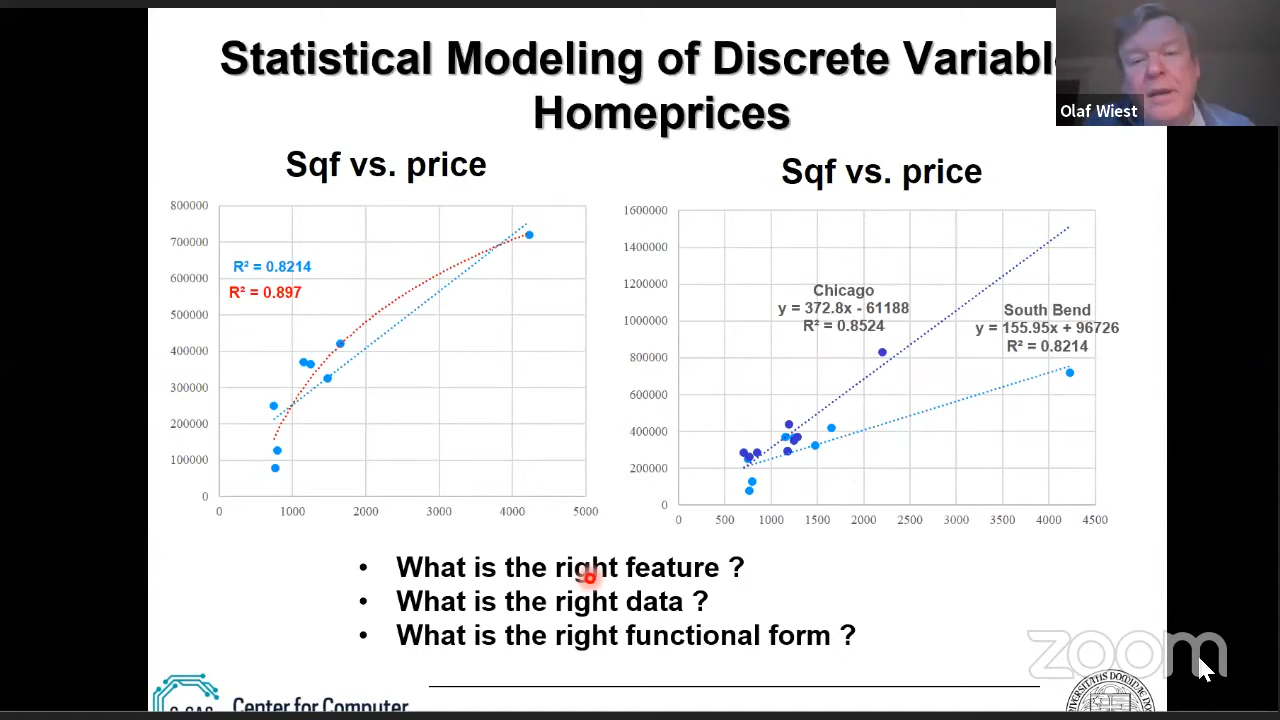 Statistical Modeling of Discrete Variabl
Homeprices
Olaf Wiest
Sqf vs. price
800000
700000
600000
500000
400000
300000
200000
100000
0
0 1000 2000 3000 4000 5000
R² = 0.8214
R² = 0.897
Sqf vs. price
1600000
1400000
1200000
1000000
800000
600000
400000
200000
0
0 500 1000 1500 2000 2500 3000 3500 4000 4500
Chicago
y = 372.8x - 61188
R² = 0.8524
South Bend
y = 155.95x + 96726
R² = 0.8214
• What is the right feature ?
• What is the right data ?
• What is the right functional form ?
zoom
Center for Computer